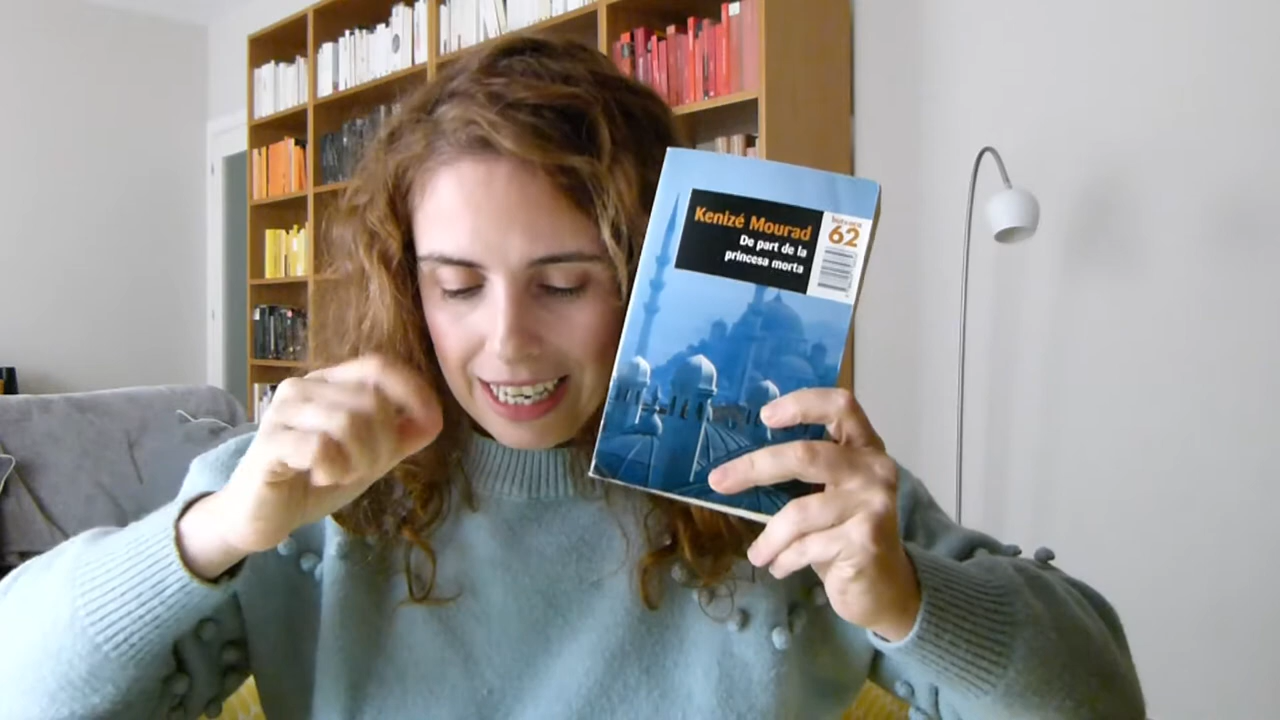 Kenizé Mourad
De part de la
princesa morta
butxaca
62